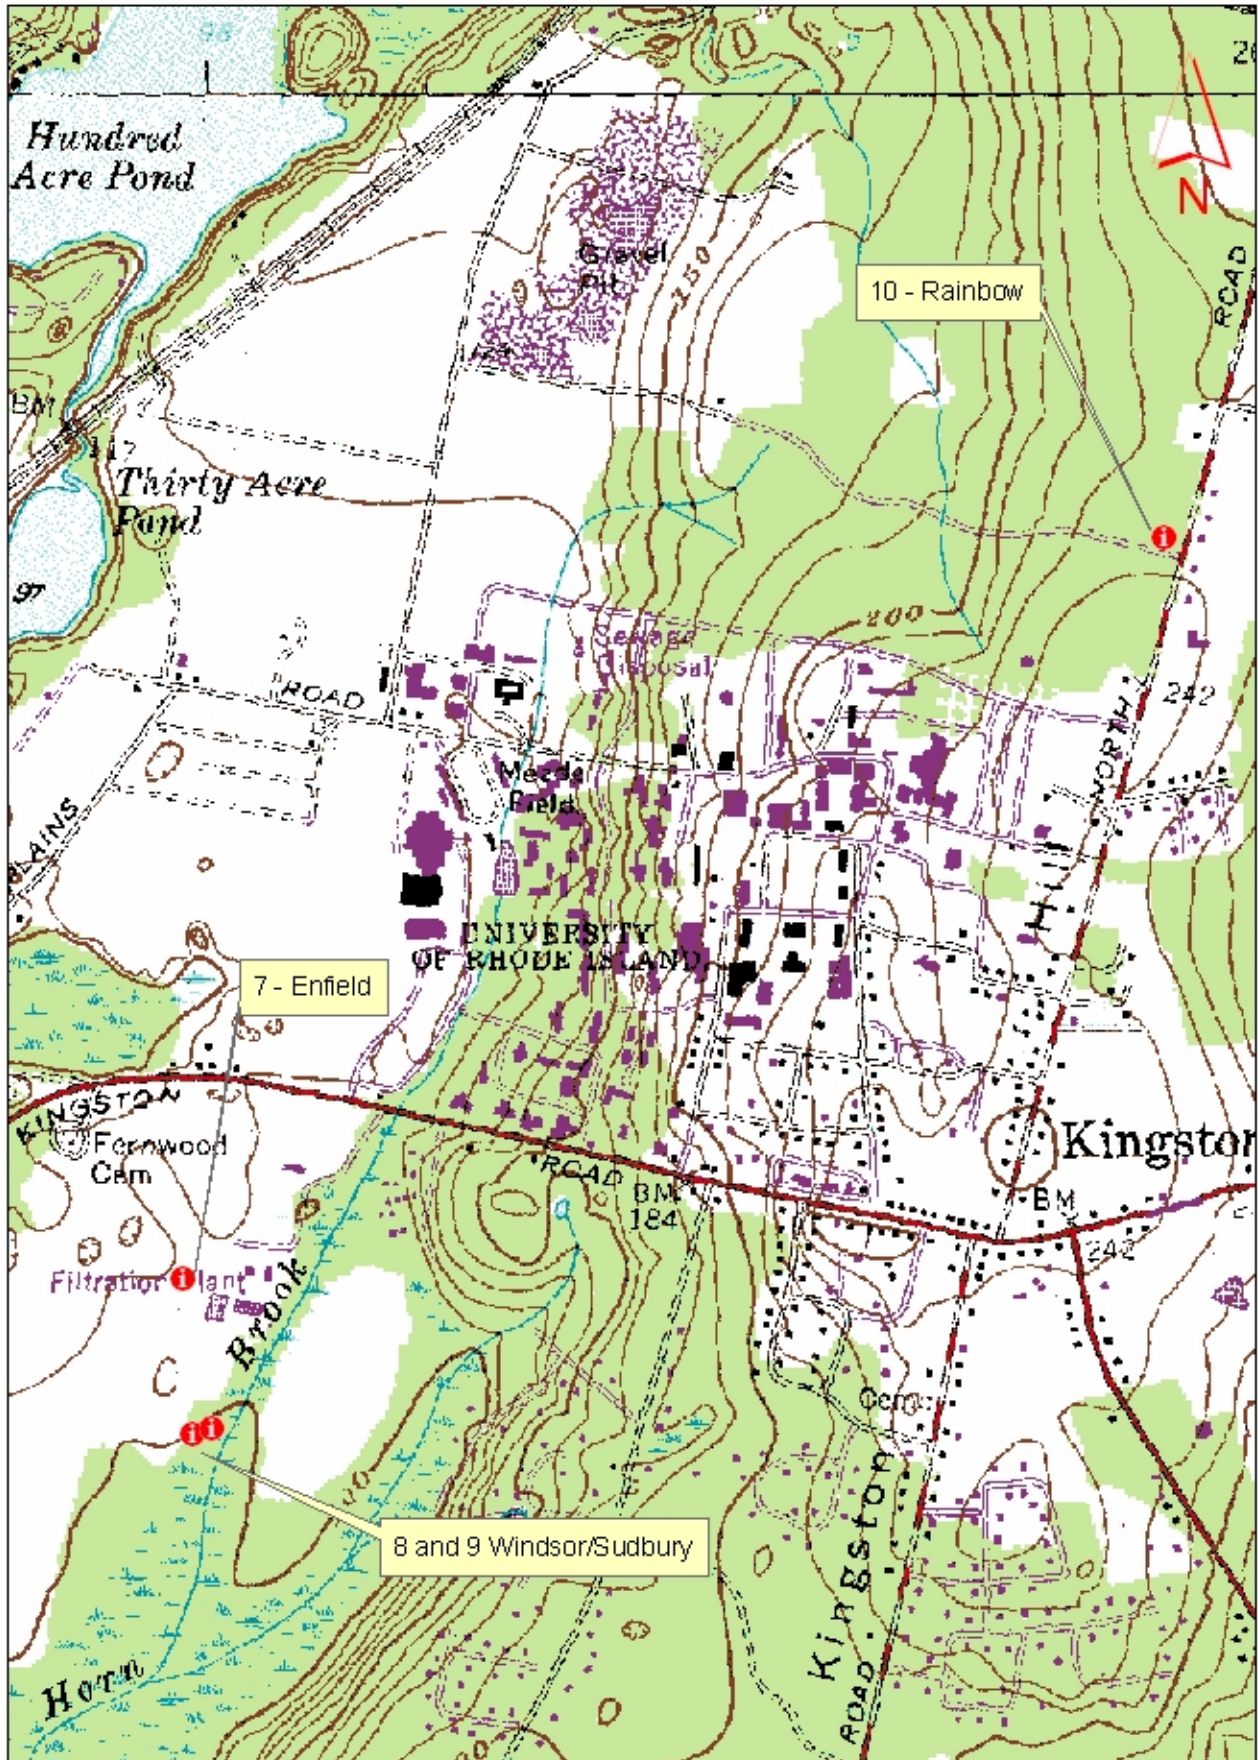 98
Hundred
Acre Pond
N
Gravel
Pit
150
10 - Rainbow
ROAD
124
BM
117
Thirty Acre
Pond
97
200
Sewage
Disposal
ROAD
242
NORTH
Meade
Field
PLAINS
Hill
UNIVERSITY
OF RHODE ISLAND
7 - Enfield
KINGSTON
Fernwood
Cem
ROAD
BM
184
Kingston
BM
242
Filtration Plant
Brook
Cem
8 and 9 Windsor/Sudbury
Kingston
ROAD
Horn